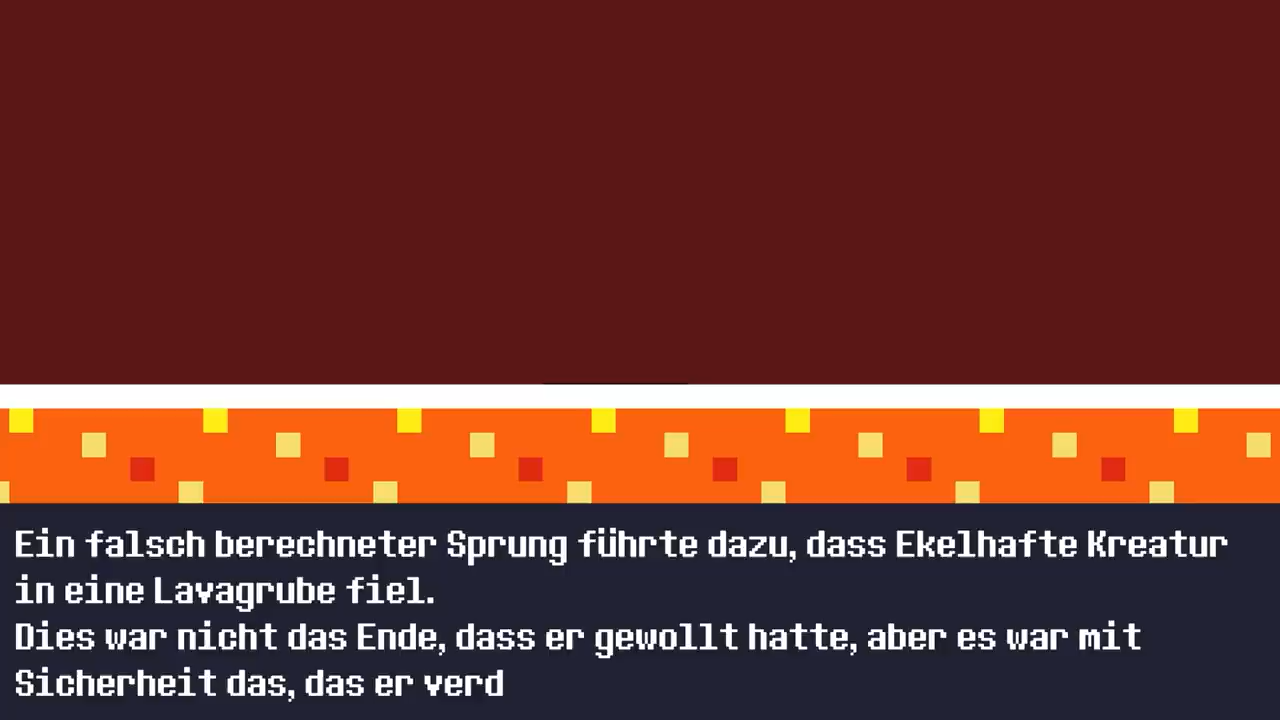 Ein falsch berechneter Sprung führte dazu, dass Ekelhafte Kreatur
in eine Lavagrube fiel.
Dies war nicht das Ende, dass er gewollt hatte, aber es war mit
Sicherheit das, das er verd